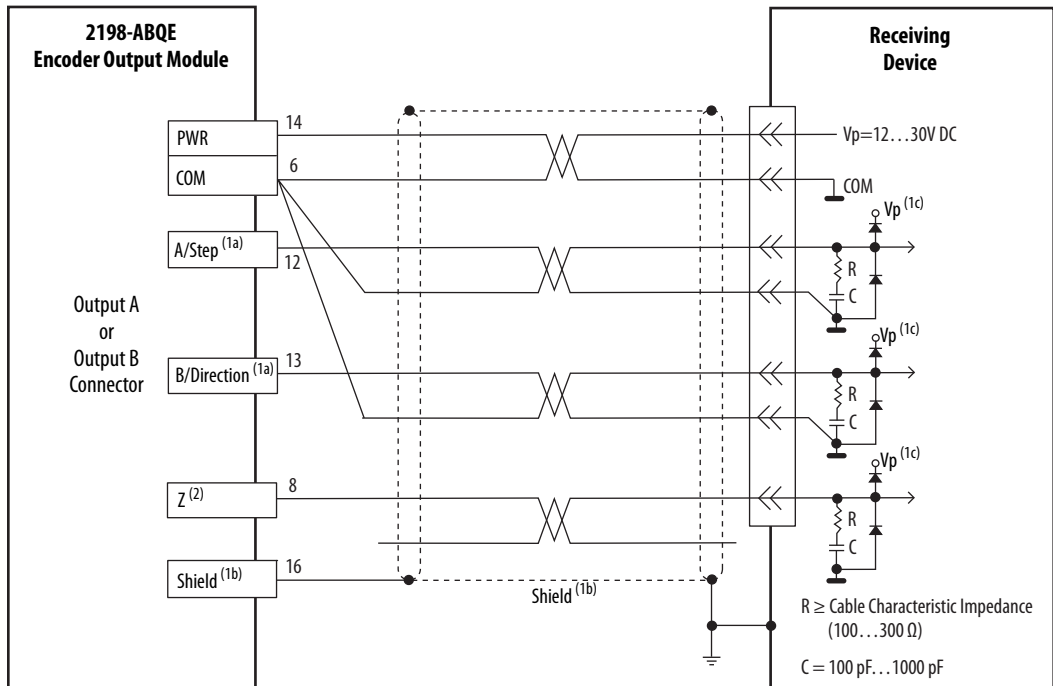 2198-ABQE
Encoder Output Module
Receiving
Device
PWR
14
Vp=12…30V DC
COM
6
COM
Vp (1c)
A/Step (1a)
12
R
C
Output A
or
Output B
Connector
Vp (1c)
B/Direction (1a)
13
R
C
Vp (1c)
Z (2)
8
R
C
Shield (1b)
16
Shield (1b)
R ≥ Cable Characteristic Impedance
(100…300 Ω)
C = 100 pF…1000 pF